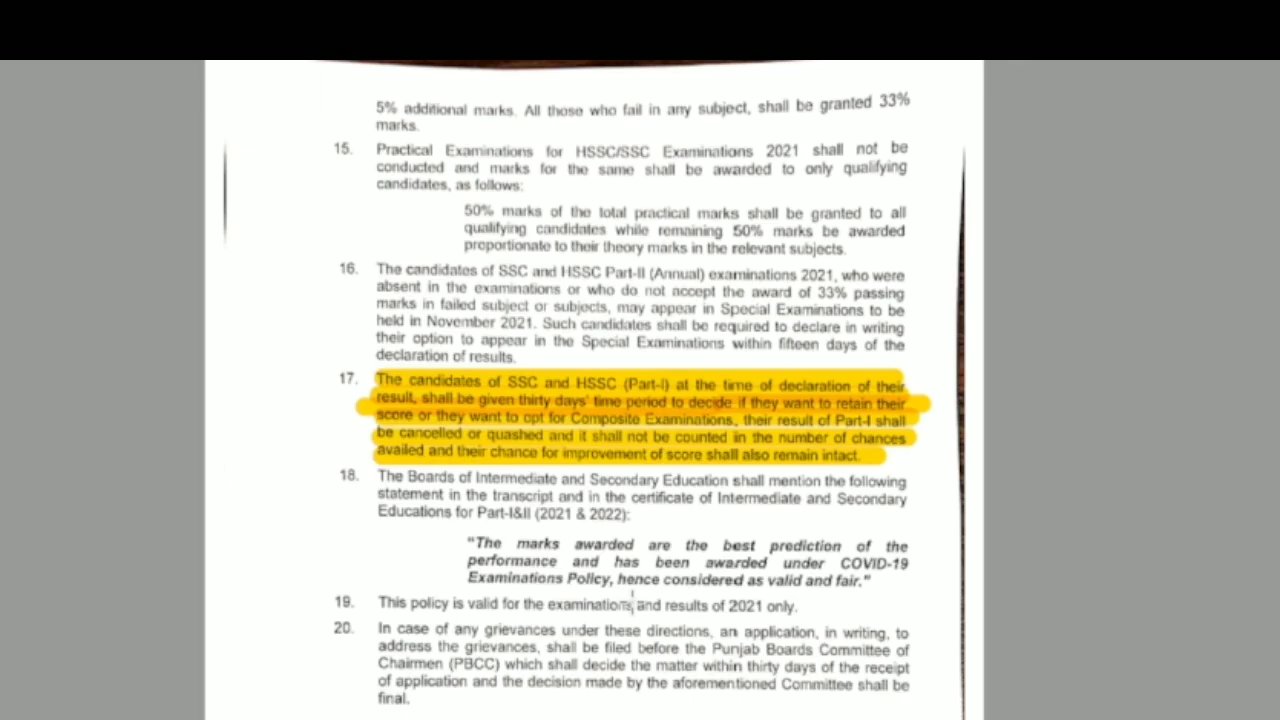 5% additional marks. All those who fail in any subject, shall be granted 33%
marks.
15. Practical Examinations for HSSC/SSC Examinations 2021 shall not be
conducted and marks for the same shall be awarded to only qualifying
candidates, as follows:
50% marks of the total practical marks shall be granted to all
qualifying candidates while remaining 50% marks be awarded
proportionate to their theory marks in the relevant subjects.
16. The candidates of SSC and HSSC Part-II (Annual) examinations 2021, who were
absent in the examinations or who do not accept the award of 33% passing
marks in failed subject or subjects, may appear in Special Examinations to be
held in November 2021. Such candidates shall be required to declare in writing
their option to appear in the Special Examinations within fifteen days of the
declaration of results.
17. The candidates of SSC and HSSC (Part-I) at the time of declaration of their
result, shall be given thirty days' time period to decide if they want to retain their
score or they want to opt for Composite Examinations, their result of Part-I shall
be cancelled or quashed and it shall not be counted in the number of chances
availed and their chance for improvement of score shall also remain intact.
18. The Boards of Intermediate and Secondary Education shall mention the following
statement in the transcript and in the certificate of Intermediate and Secondary
Educations for Part-I&II (2021 & 2022):
"The marks awarded are the best prediction of the
performance and has been awarded under COVID-19
Examinations Policy, hence considered as valid and fair."
19. This policy is valid for the examinations and results of 2021 only.
20. In case of any grievances under these directions, an application, in writing, to
address the grievances, shall be filed before the Punjab Boards Committee of
Chairmen (PBCC) which shall decide the matter within thirty days of the receipt
of application and the decision made by the aforementioned Committee shall be
final.